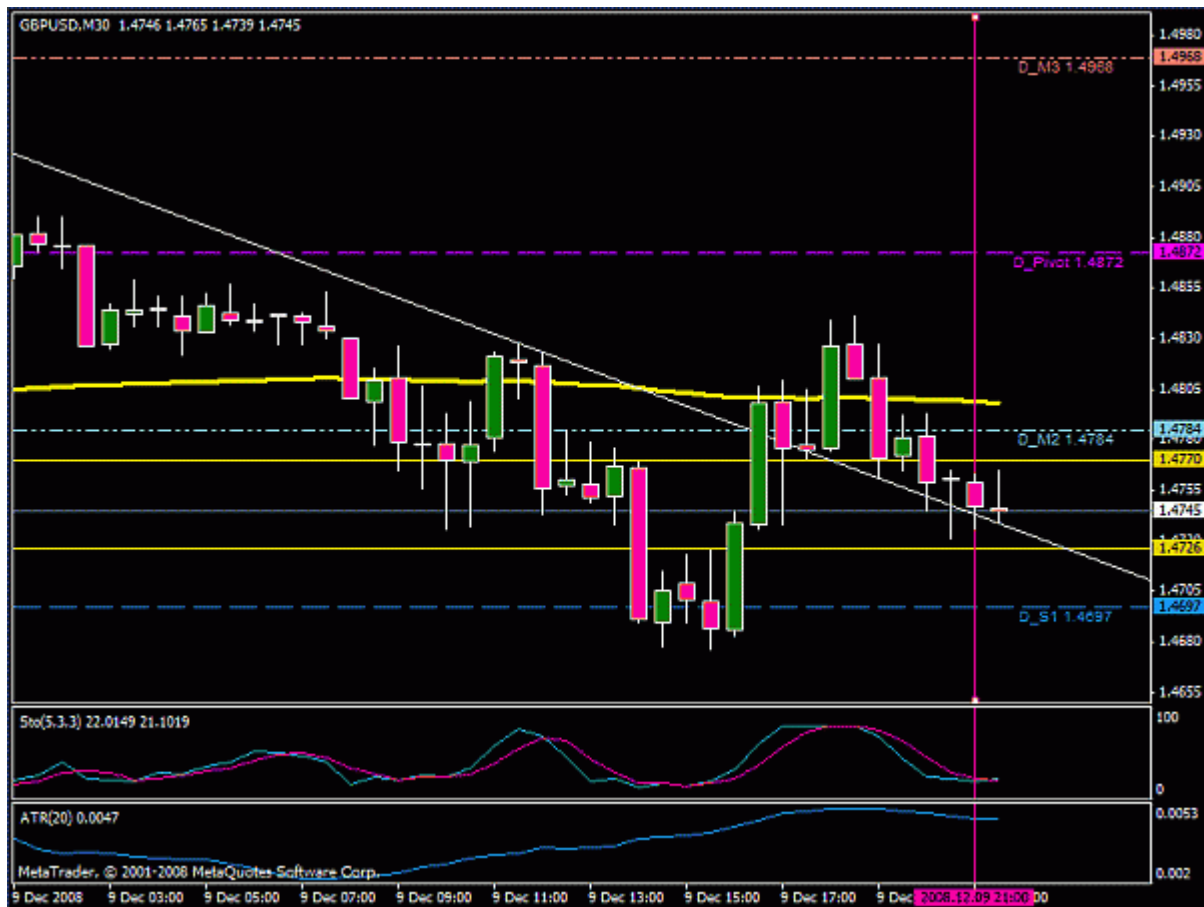 GBPUSD,M30 1.4746 1.4765 1.4739 1.4745
1.4980
1.4968
D_M3 1.4968
1.4955
1.4930
1.4905
1.4880
1.4872
D_Pivot 1.4872
1.4855
1.4830
1.4805
1.4784
D_M2 1.4784
1.4770
1.4755
1.4745
1.4726
1.4705
1.4697
D_S1 1.4697
1.4680
1.4655
Sto(5,3,3) 22.0149 21.1019
100
0
ATR(20) 0.0047
0.0053
0.002
MetaTrader, © 2001-2008 MetaQuotes Software Corp.
9 Dec 2008 9 Dec 03:00 9 Dec 05:00 9 Dec 07:00 9 Dec 09:00 9 Dec 11:00 9 Dec 13:00 9 Dec 15:00 9 Dec 2008.12.09 21:00 :00